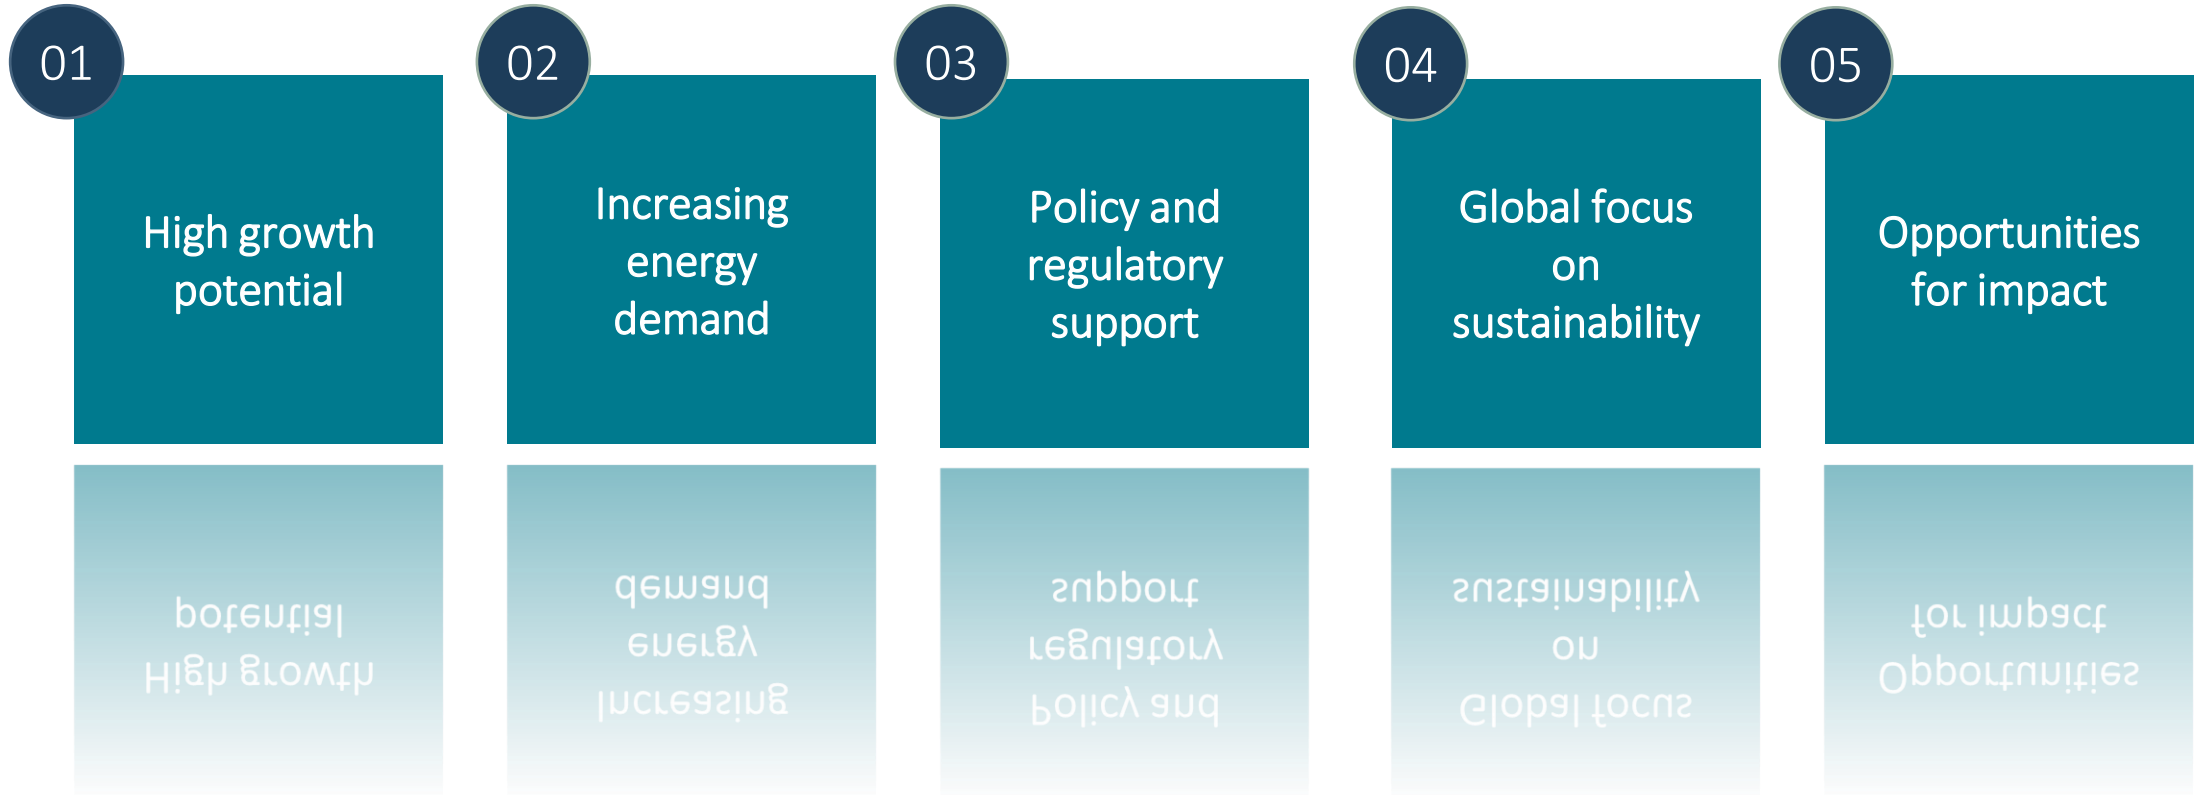 01
High growth
potential
02
Increasing
energy
demand
03
Policy and
regulatory
support
04
Global focus
on
sustainability
05
Opportunities
for impact